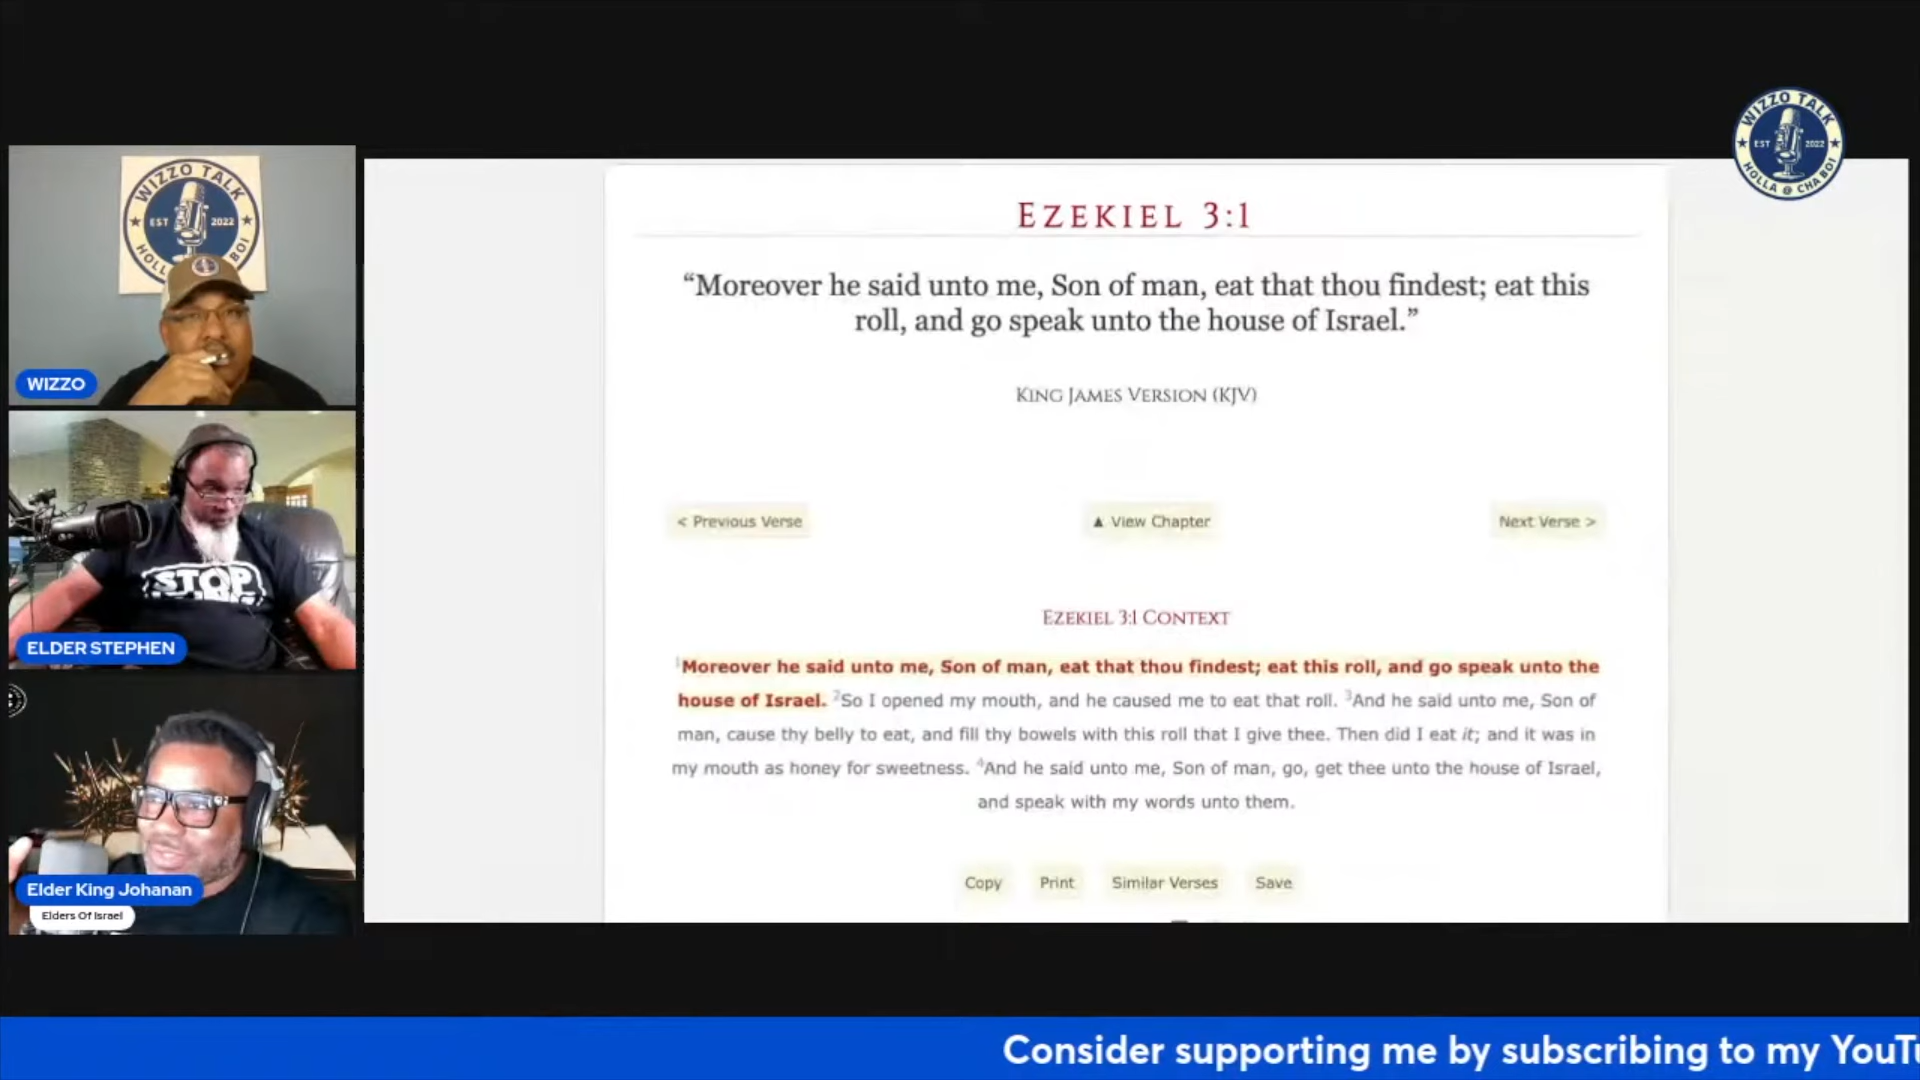 WIZZO TALK
EST 2022
HOLLA @ CHA BOI
WIZZO TALK
EST 2022
WIZZO
STOP
ELDER STEPHEN
Elder King Johanan
Elders Of Israel
EZEKIEL 3:1
“Moreover he said unto me, Son of man, eat that thou findest; eat this
roll, and go speak unto the house of Israel.”
KING JAMES VERSION (KJV)
< Previous Verse
▲ View Chapter
Next Verse >
EZEKIEL 3:1 CONTEXT
1Moreover he said unto me, Son of man, eat that thou findest; eat this roll, and go speak unto the
house of Israel. 2So I opened my mouth, and he caused me to eat that roll. 3And he said unto me, Son of
man, cause thy belly to eat, and fill thy bowels with this roll that I give thee. Then did I eat it; and it was in
my mouth as honey for sweetness. 4And he said unto me, Son of man, go, get thee unto the house of Israel,
and speak with my words unto them.
Copy
Print
Similar Verses
Save
Consider supporting me by subscribing to my YouTu